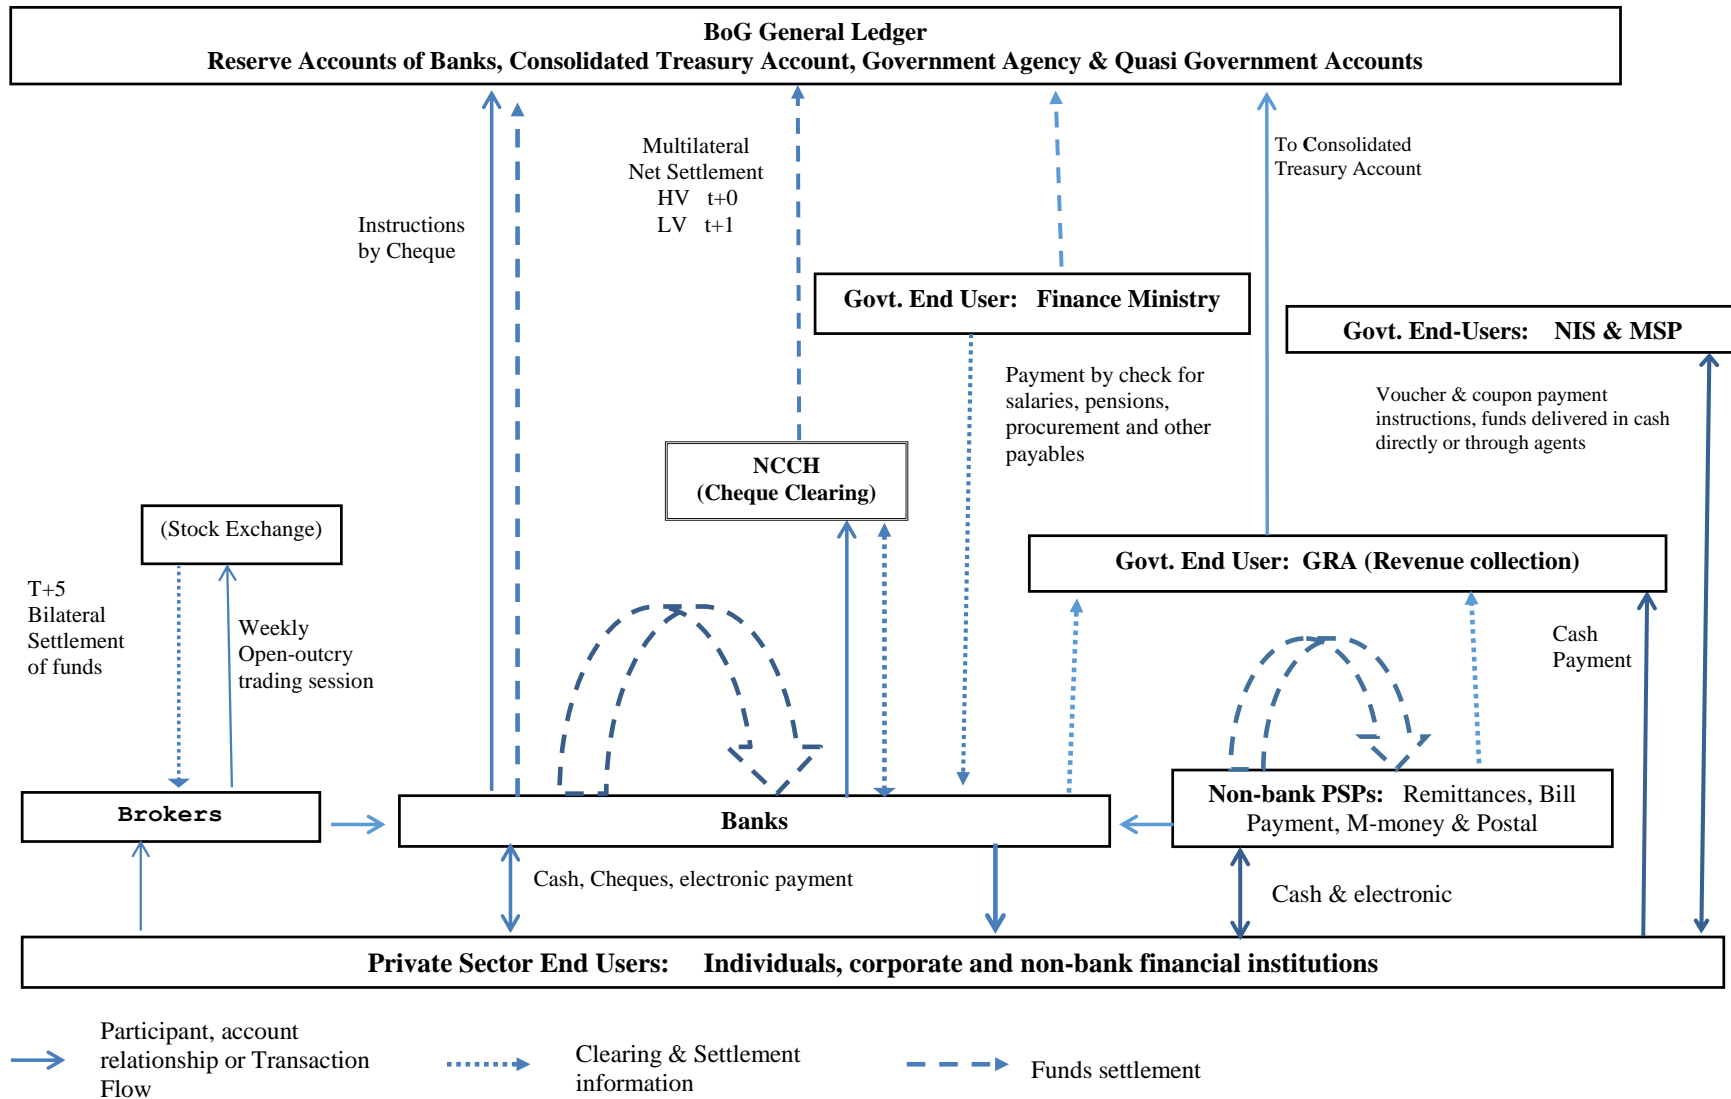 BoG General Ledger
Reserve Accounts of Banks, Consolidated Treasury Account, Government Agency & Quasi Government Accounts
Instructions
by Cheque
Multilateral
Net Settlement
HV t+0
LV t+1
To Consolidated
Treasury Account
Govt. End User: Finance Ministry
Govt. End-Users: NIS & MSP
Payment by check for
salaries, pensions,
procurement and other
payables
Voucher & coupon payment
instructions, funds delivered in cash
directly or through agents
NCCH
(Cheque Clearing)
(Stock Exchange)
Govt. End User: GRA (Revenue collection)
T+5
Bilateral
Settlement
of funds
Weekly
Open-outcry
trading session
Cash
Payment
Brokers
Banks
Non-bank PSPs: Remittances, Bill
Payment, M-money & Postal
Cash, Cheques, electronic payment
Cash & electronic
Private Sector End Users: Individuals, corporate and non-bank financial institutions
Participant, account
relationship or Transaction
Flow
Clearing & Settlement
information
Funds settlement